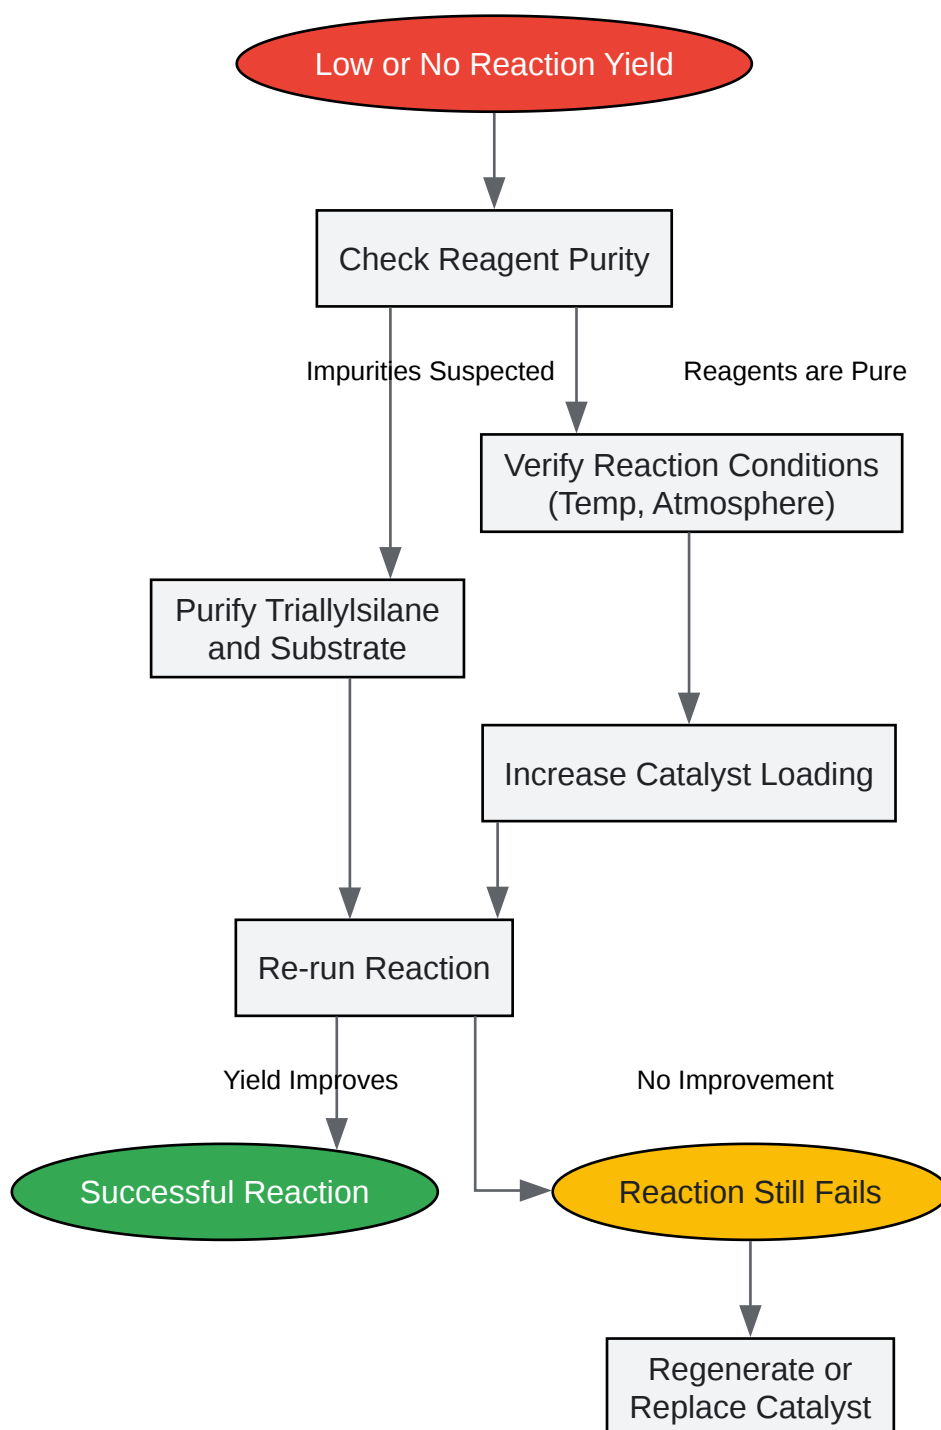 Low or No Reaction Yield
Check Reagent Purity
Impurities Suspected
Reagents are Pure
Verify Reaction Conditions
(Temp, Atmosphere)
Purify Triallylsilane
and Substrate
Increase Catalyst Loading
Re-run Reaction
Yield Improves
No Improvement
Successful Reaction
Reaction Still Fails
Regenerate or
Replace Catalyst